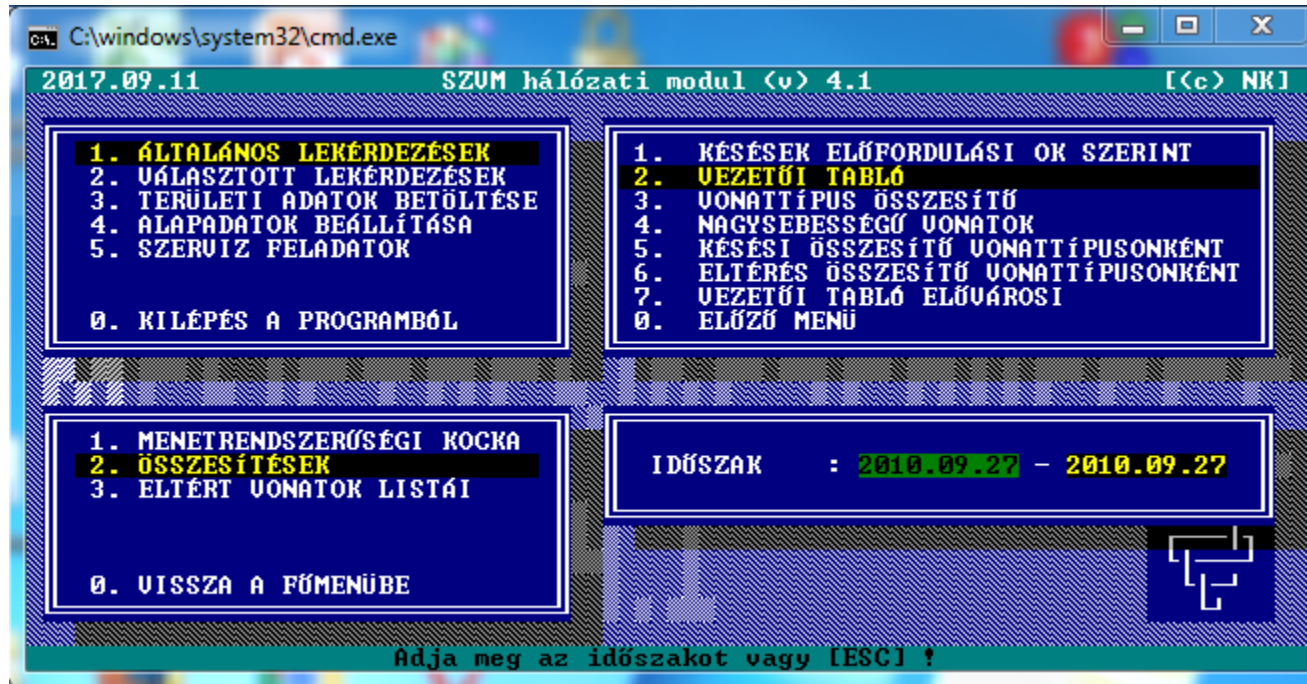 C:\windows\system32\cmd.exe
2017.09.11 SZVM hálózati modul (v) 4.1 [(c) NK]
1. ÁLTALÁNOS LEKÉRDEZÉSEK
2. VÁLASZTOTT LEKÉRDEZÉSEK
3. TERÜLETI ADATOK BETÖLTÉSE
4. ALAPADATOK BEÁLLÍTÁSA
5. SZERVIZ FELADATOK
0. KILÉPÉS A PROGRAMBÓL
1. KÉSÉSEK ELŐFORDULÁSI OK SZERINT
2. VEZETŐI TABLÓ
3. VONATTÍPUS ÖSSZESÍTŐ
4. NAGYSEBESSÉGŰ VONATOK
5. KÉSÉSI ÖSSZESÍTŐ VONATTÍPUSONKÉNT
6. ELTÉRÉS ÖSSZESÍTŐ VONATTÍPUSONKÉNT
7. VEZETŐI TABLÓ ELŐVÁROSI
0. ELŐZŐ MENÜ
1. MENETRENDSZERŰSÉGI KOCKA
2. ÖSSZESÍTÉSEK
3. ELTÉRT VONATOK LISTÁI
0. VISSZA A FŐMENÜBE
IDŐSZAK : 2010.09.27 - 2010.09.27
Adja meg az időszakot vagy [ESC] !